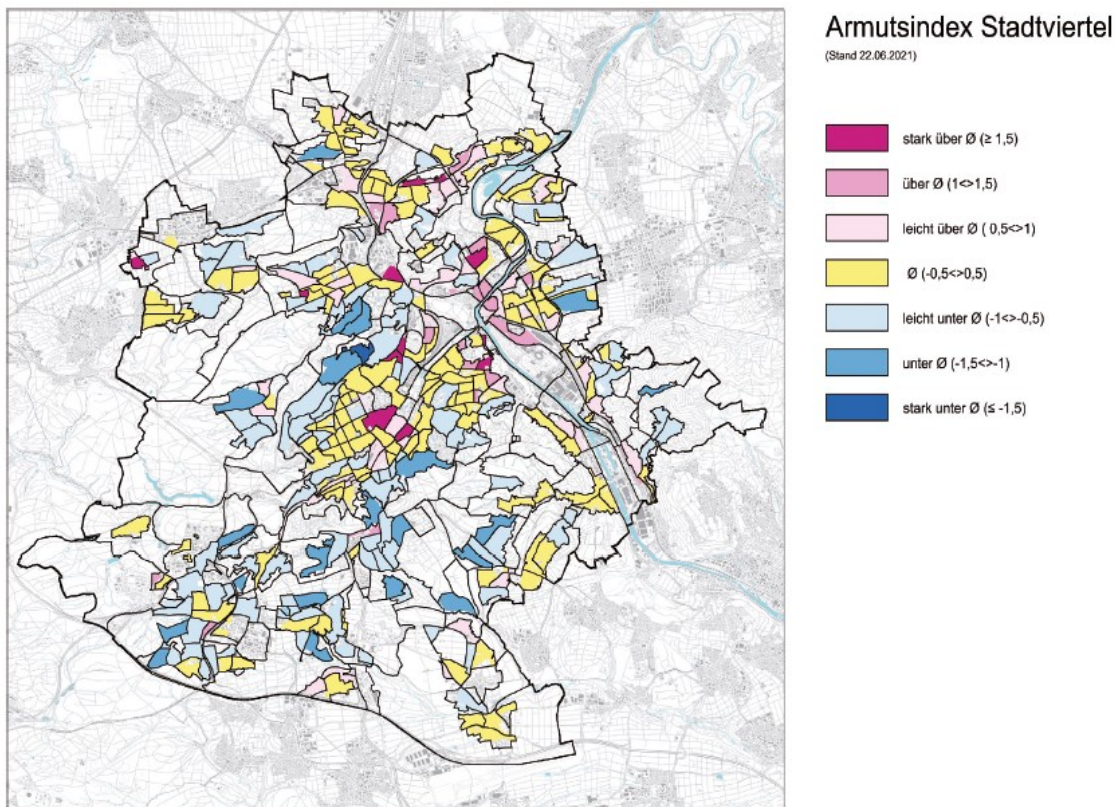 Armutsindex Stadtviertel
(Stand 22.06.2021)
stark über Ø (≥ 1,5)
über Ø (1<>1,5)
leicht über Ø ( 0,5<>1)
Ø (-0,5<>0,5)
leicht unter Ø (-1<>-0,5)
unter Ø (-1,5<>-1)
stark unter Ø (≤ -1,5)